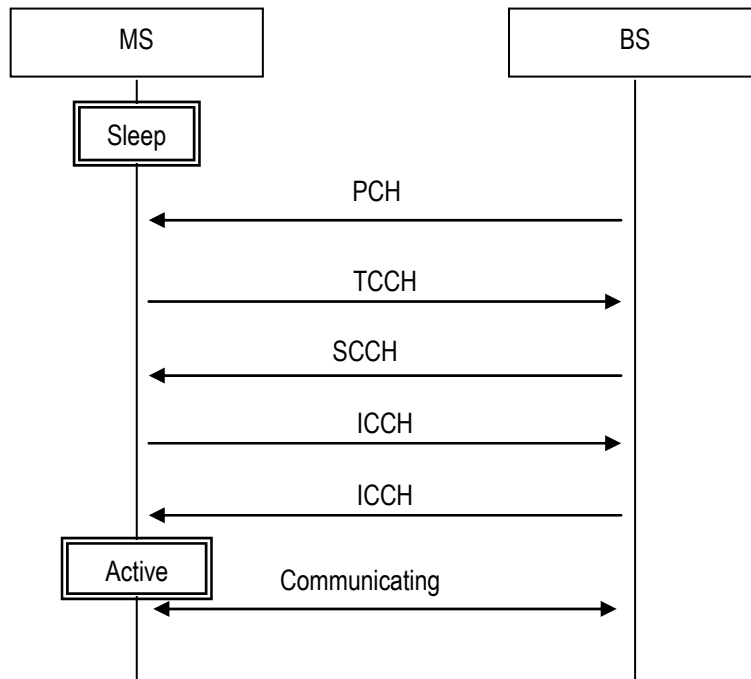 MS
BS
Sleep
PCH
TCCH
SCCH
ICCH
ICCH
Active
Communicating